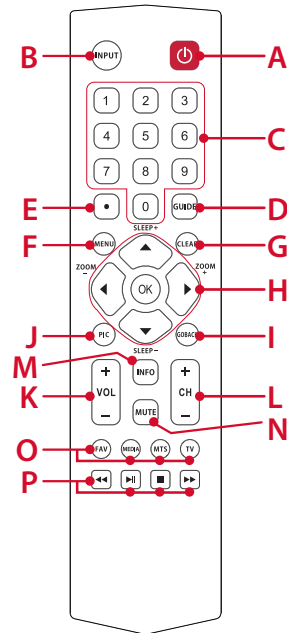 B INPUT A
1 2 3
4 5 6 C
7 8 9
E • 0 GUIDE D
SLEEP+
F MENU CLEAR G
ZOOM
− ZOOM
+
OK H
J PIC GOBACK I
SLEEP−
M INFO
K + VOL − + CH − L
MUTE N
O FAV MEDIA MTS TV
P